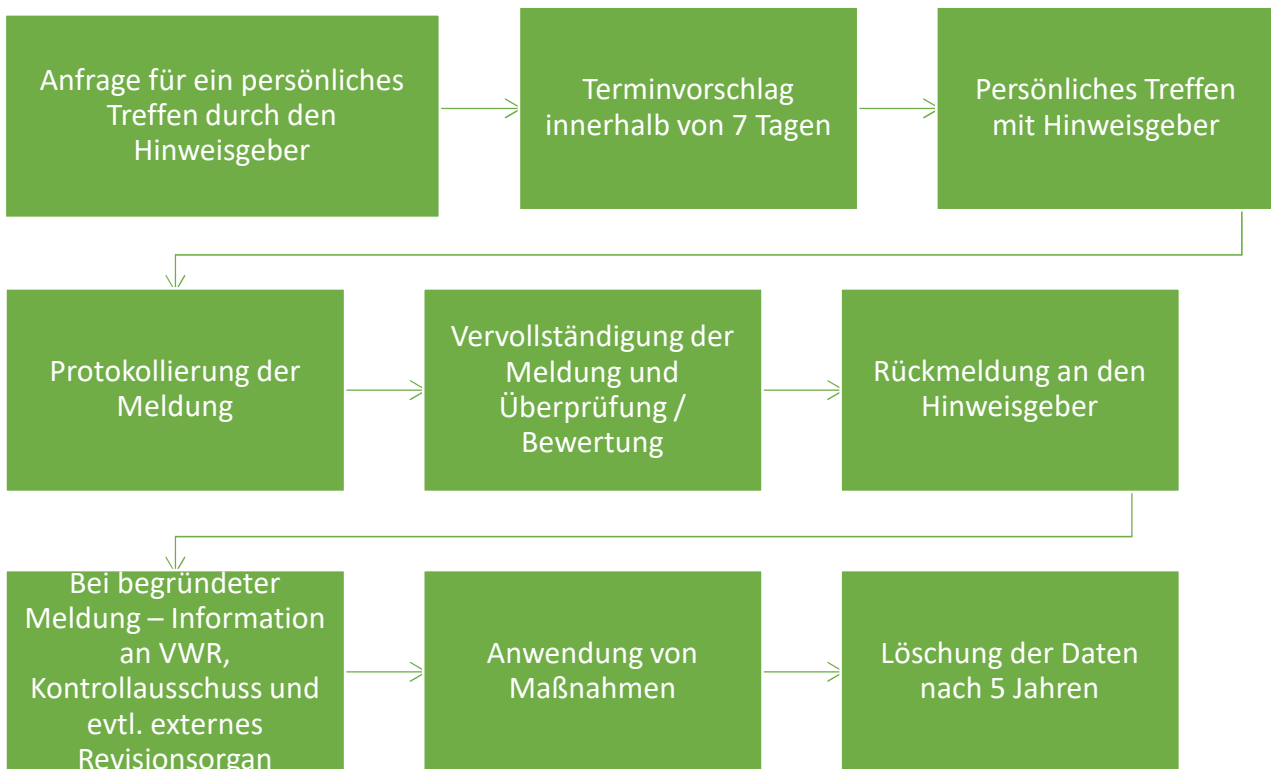 Anfrage für ein persönliches
Treffen durch den
Hinweisgeber
Terminvorschlag
innerhalb von 7 Tagen
Persönliches Treffen
mit Hinweisgeber
Protokollierung der
Meldung
Vervollständigung der
Meldung und
Überprüfung /
Bewertung
Rückmeldung an den
Hinweisgeber
Bei begründeter
Meldung – Information
an VWR,
Kontrollausschuss und
evtl. externes
Revisionsorgan
Anwendung von
Maßnahmen
Löschung der Daten
nach 5 Jahren